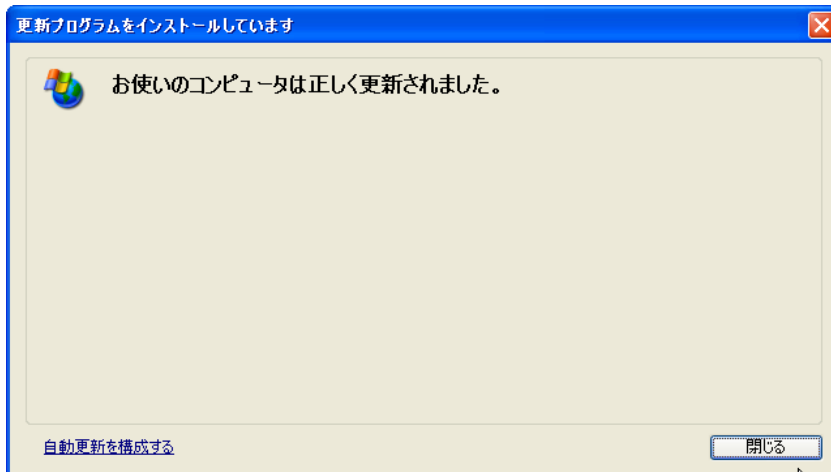 更新プログラムをインストールしています
お使いのコンピュータは正しく更新されました。
自動更新を構成する
閉じる